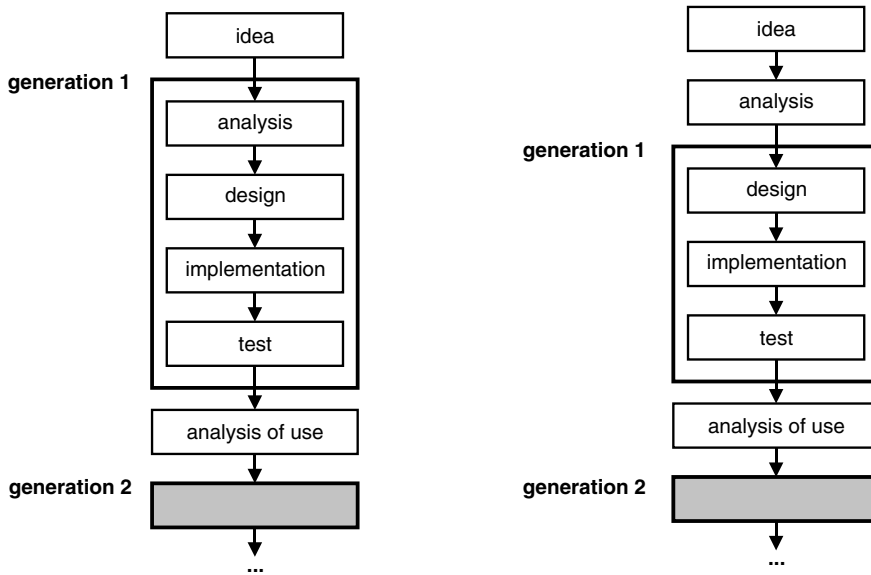 idea
generation 1
analysis
design
implementation
test
analysis of use
generation 2
...
idea
analysis
generation 1
design
implementation
test
analysis of use
generation 2
...